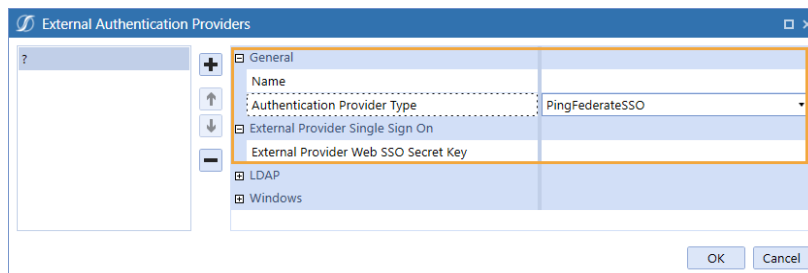 External Authentication Providers
?
General
Name
Authentication Provider Type PingFederateSSO
External Provider Single Sign On
External Provider Web SSO Secret Key
LDAP
Windows
OK Cancel